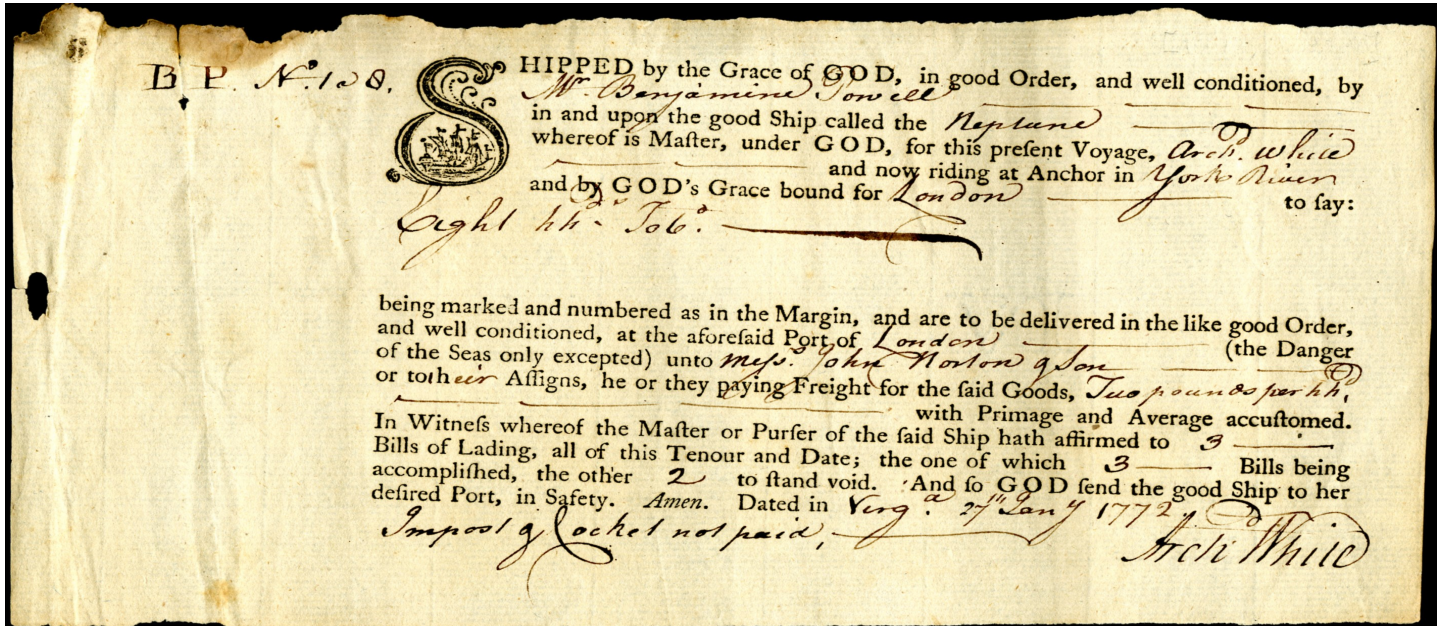 B P. No. 1 @ 8.
SHIPPED by the Grace of GOD, in good Order, and well conditioned, by
Mr. Benjamine Powell
in and upon the good Ship called the Neptune
whereof is Maſter, under GOD, for this preſent Voyage, Archd. White
and now riding at Anchor in York River
and by GOD's Grace bound for London to ſay:
Eight hhds Tobo.
being marked and numbered as in the Margin, and are to be delivered in the like good Order,
and well conditioned, at the aforeſaid Port of London (the Danger
of the Seas only excepted) unto Messrs. John Norton & Son
or to their Aſſigns, he or they paying Freight for the ſaid Goods, Two pounds per hhd.
with Primage and Average accuſtomed.
In Witneſs whereof the Maſter or Purſer of the ſaid Ship hath affirmed to 3
Bills of Lading, all of this Tenour and Date; the one of which 3 Bills being
accompliſhed, the other 2 to ſtand void. And ſo GOD ſend the good Ship to her
deſired Port, in Safety. Amen. Dated in Virga. 27th Jany 1772.
Impost & Cocket not paid,
Archd White